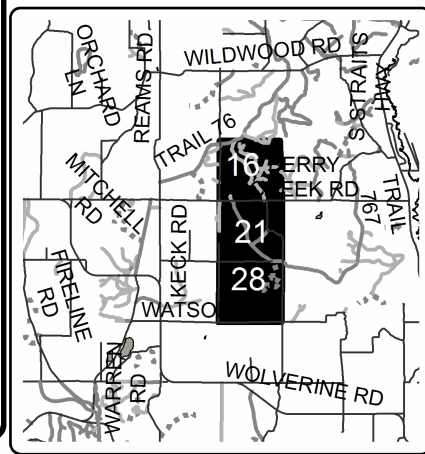 WILDWOOD RD
ORCHARD
LN
REAMS RD
S STRAITS
HWY
TRAIL 76
16
ERRY
EEK RD
MITCHELL
RD
TRAIL
767
KECK RD
21
FIRELINE
RD
28
WATSO
WARREN
RD
WOLVERINE RD